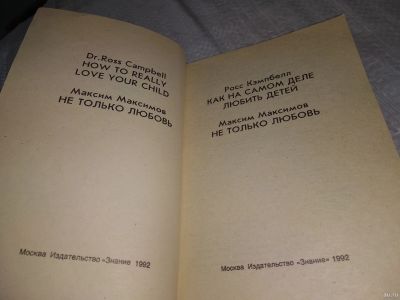 Dr. Ross Campbell
HOW TO REALLY
LOVE YOUR CHILD
Максим Максимов
НЕ ТОЛЬКО ЛЮБОВЬ
Москва Издательство «Знание» 1992
Росс Кэмпбелл
КАК НА САМОМ ДЕЛЕ
ЛЮБИТЬ ДЕТЕЙ
Максим Максимов
НЕ ТОЛЬКО ЛЮБОВЬ
Москва Издательство «Знание» 1992